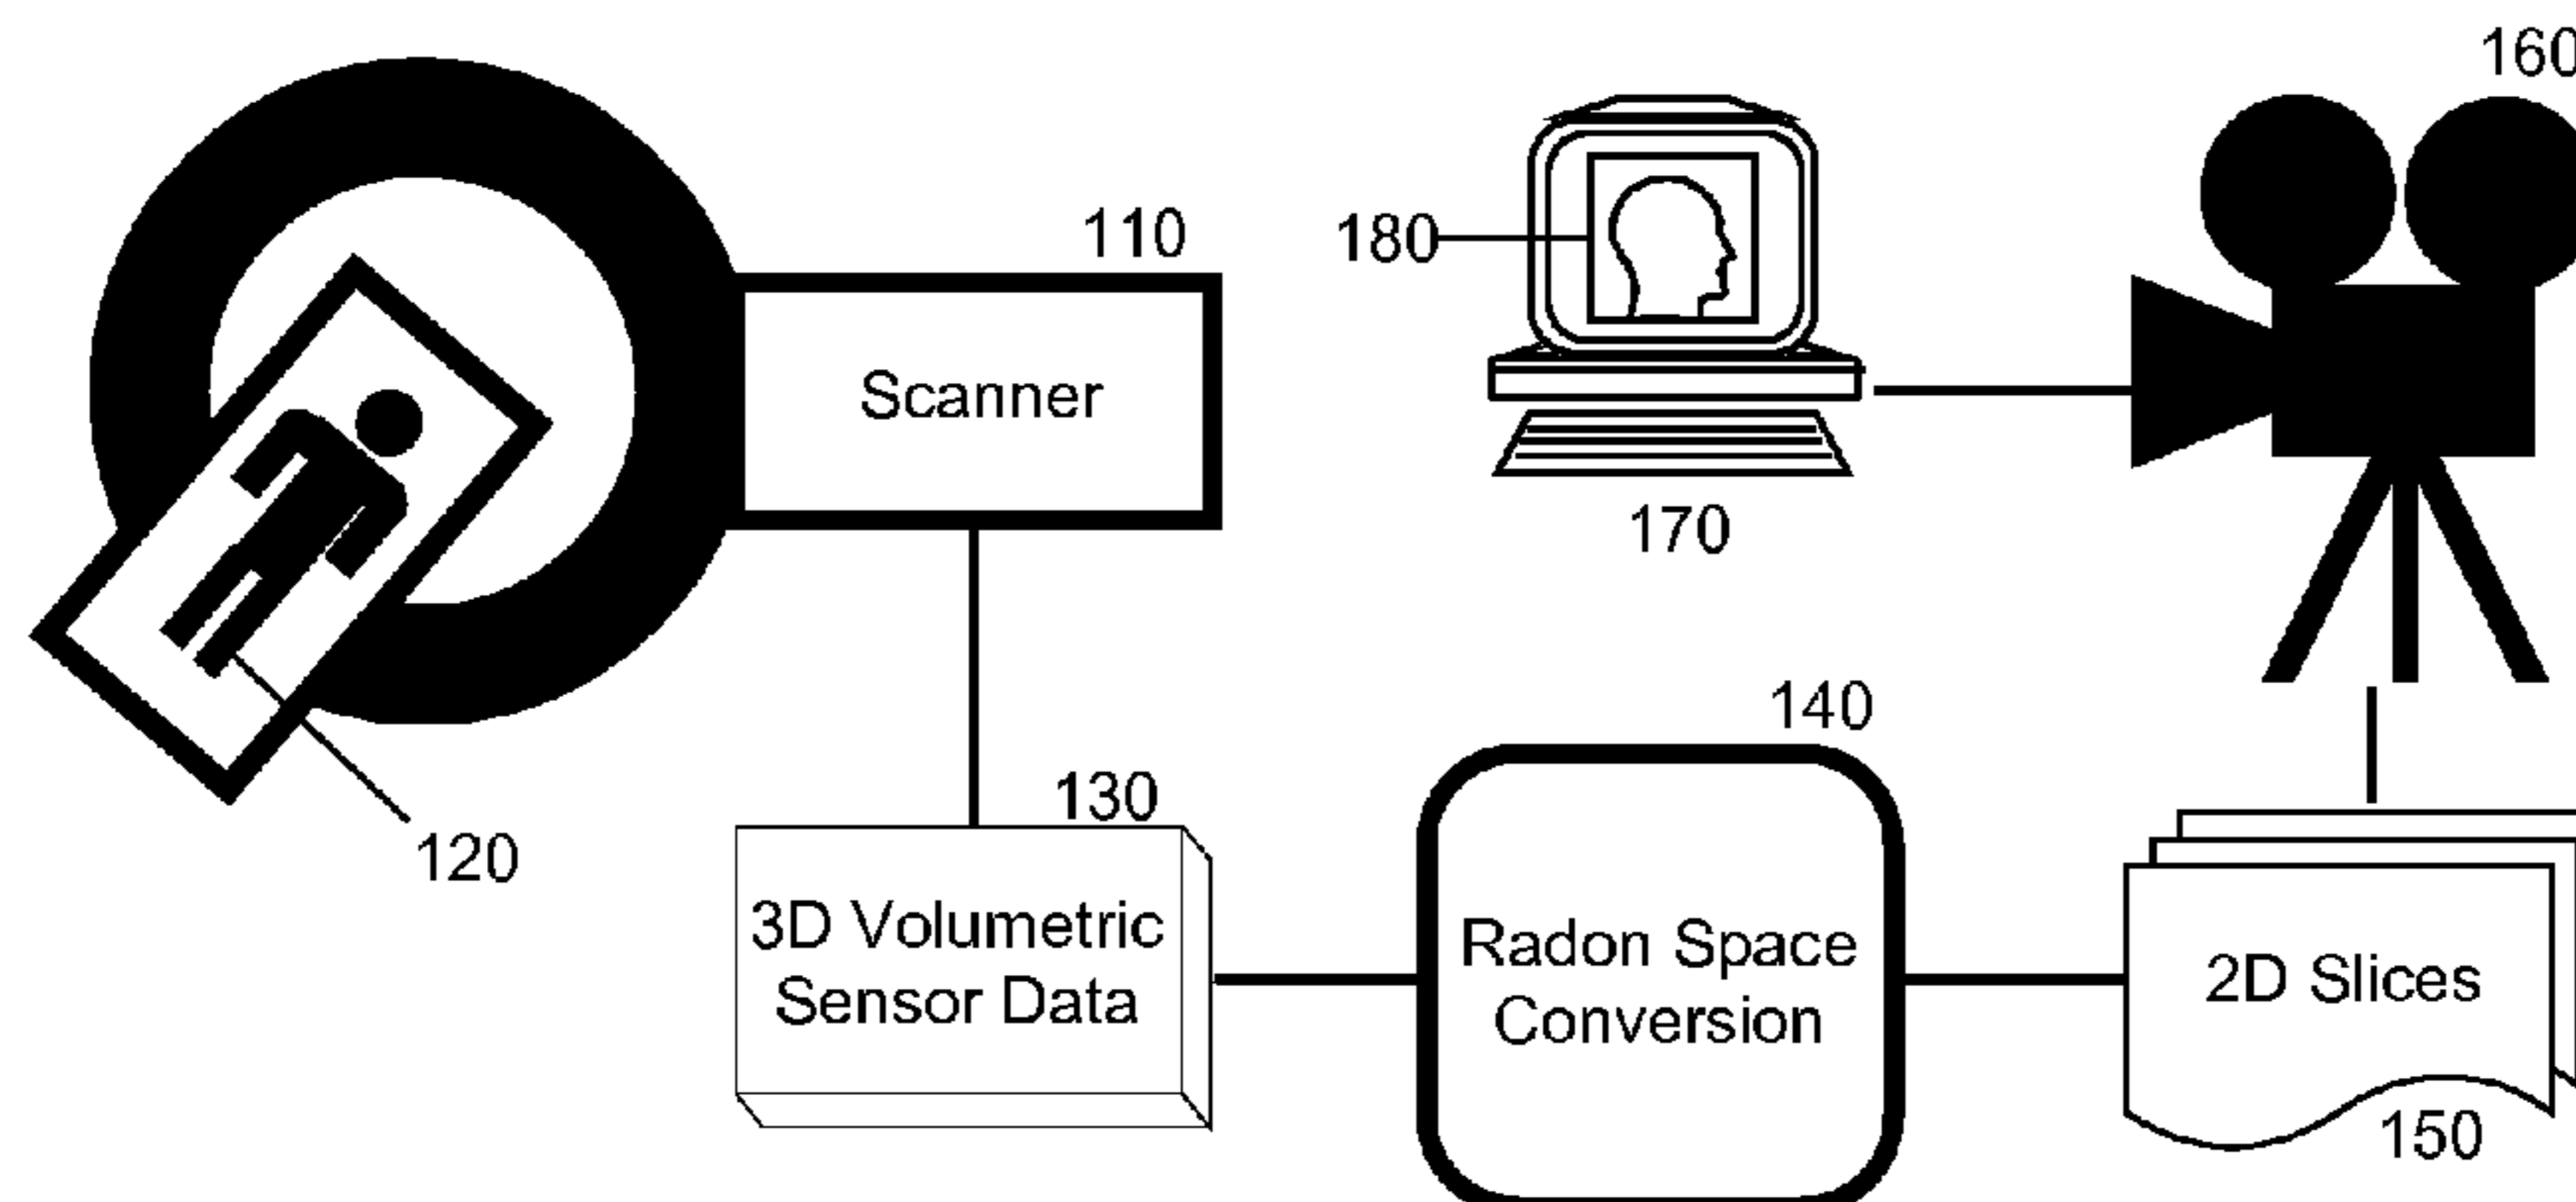 160
110
180
Scanner
170
140
130
120
3D Volumetric
Sensor Data
Radon Space
Conversion
2D Slices
150